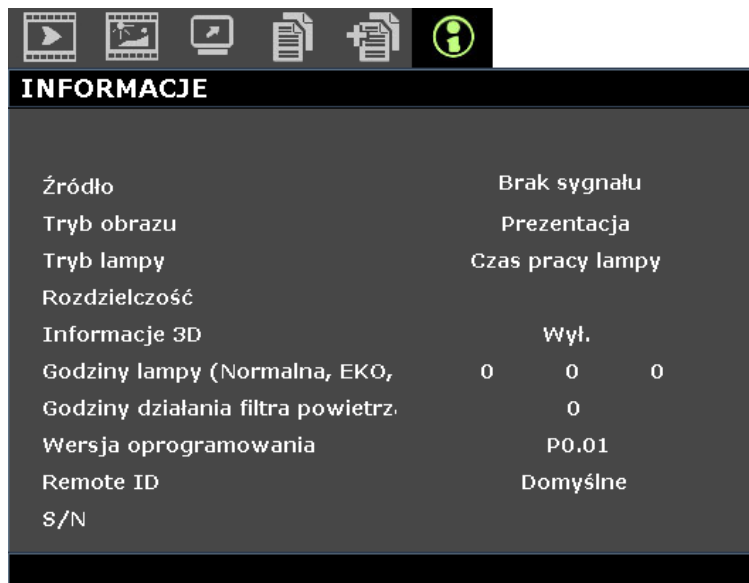 INFORMACJE
Źródło Brak sygnału
Tryb obrazu Prezentacja
Tryb lampy Czas pracy lampy
Rozdzielczość
Informacje 3D Wył.
Godziny lampy (Normalna, EKO, 0 0 0
Godziny działania filtra 0
Wersja oprogramowania P0.01
Remote ID Domyślne
S/N